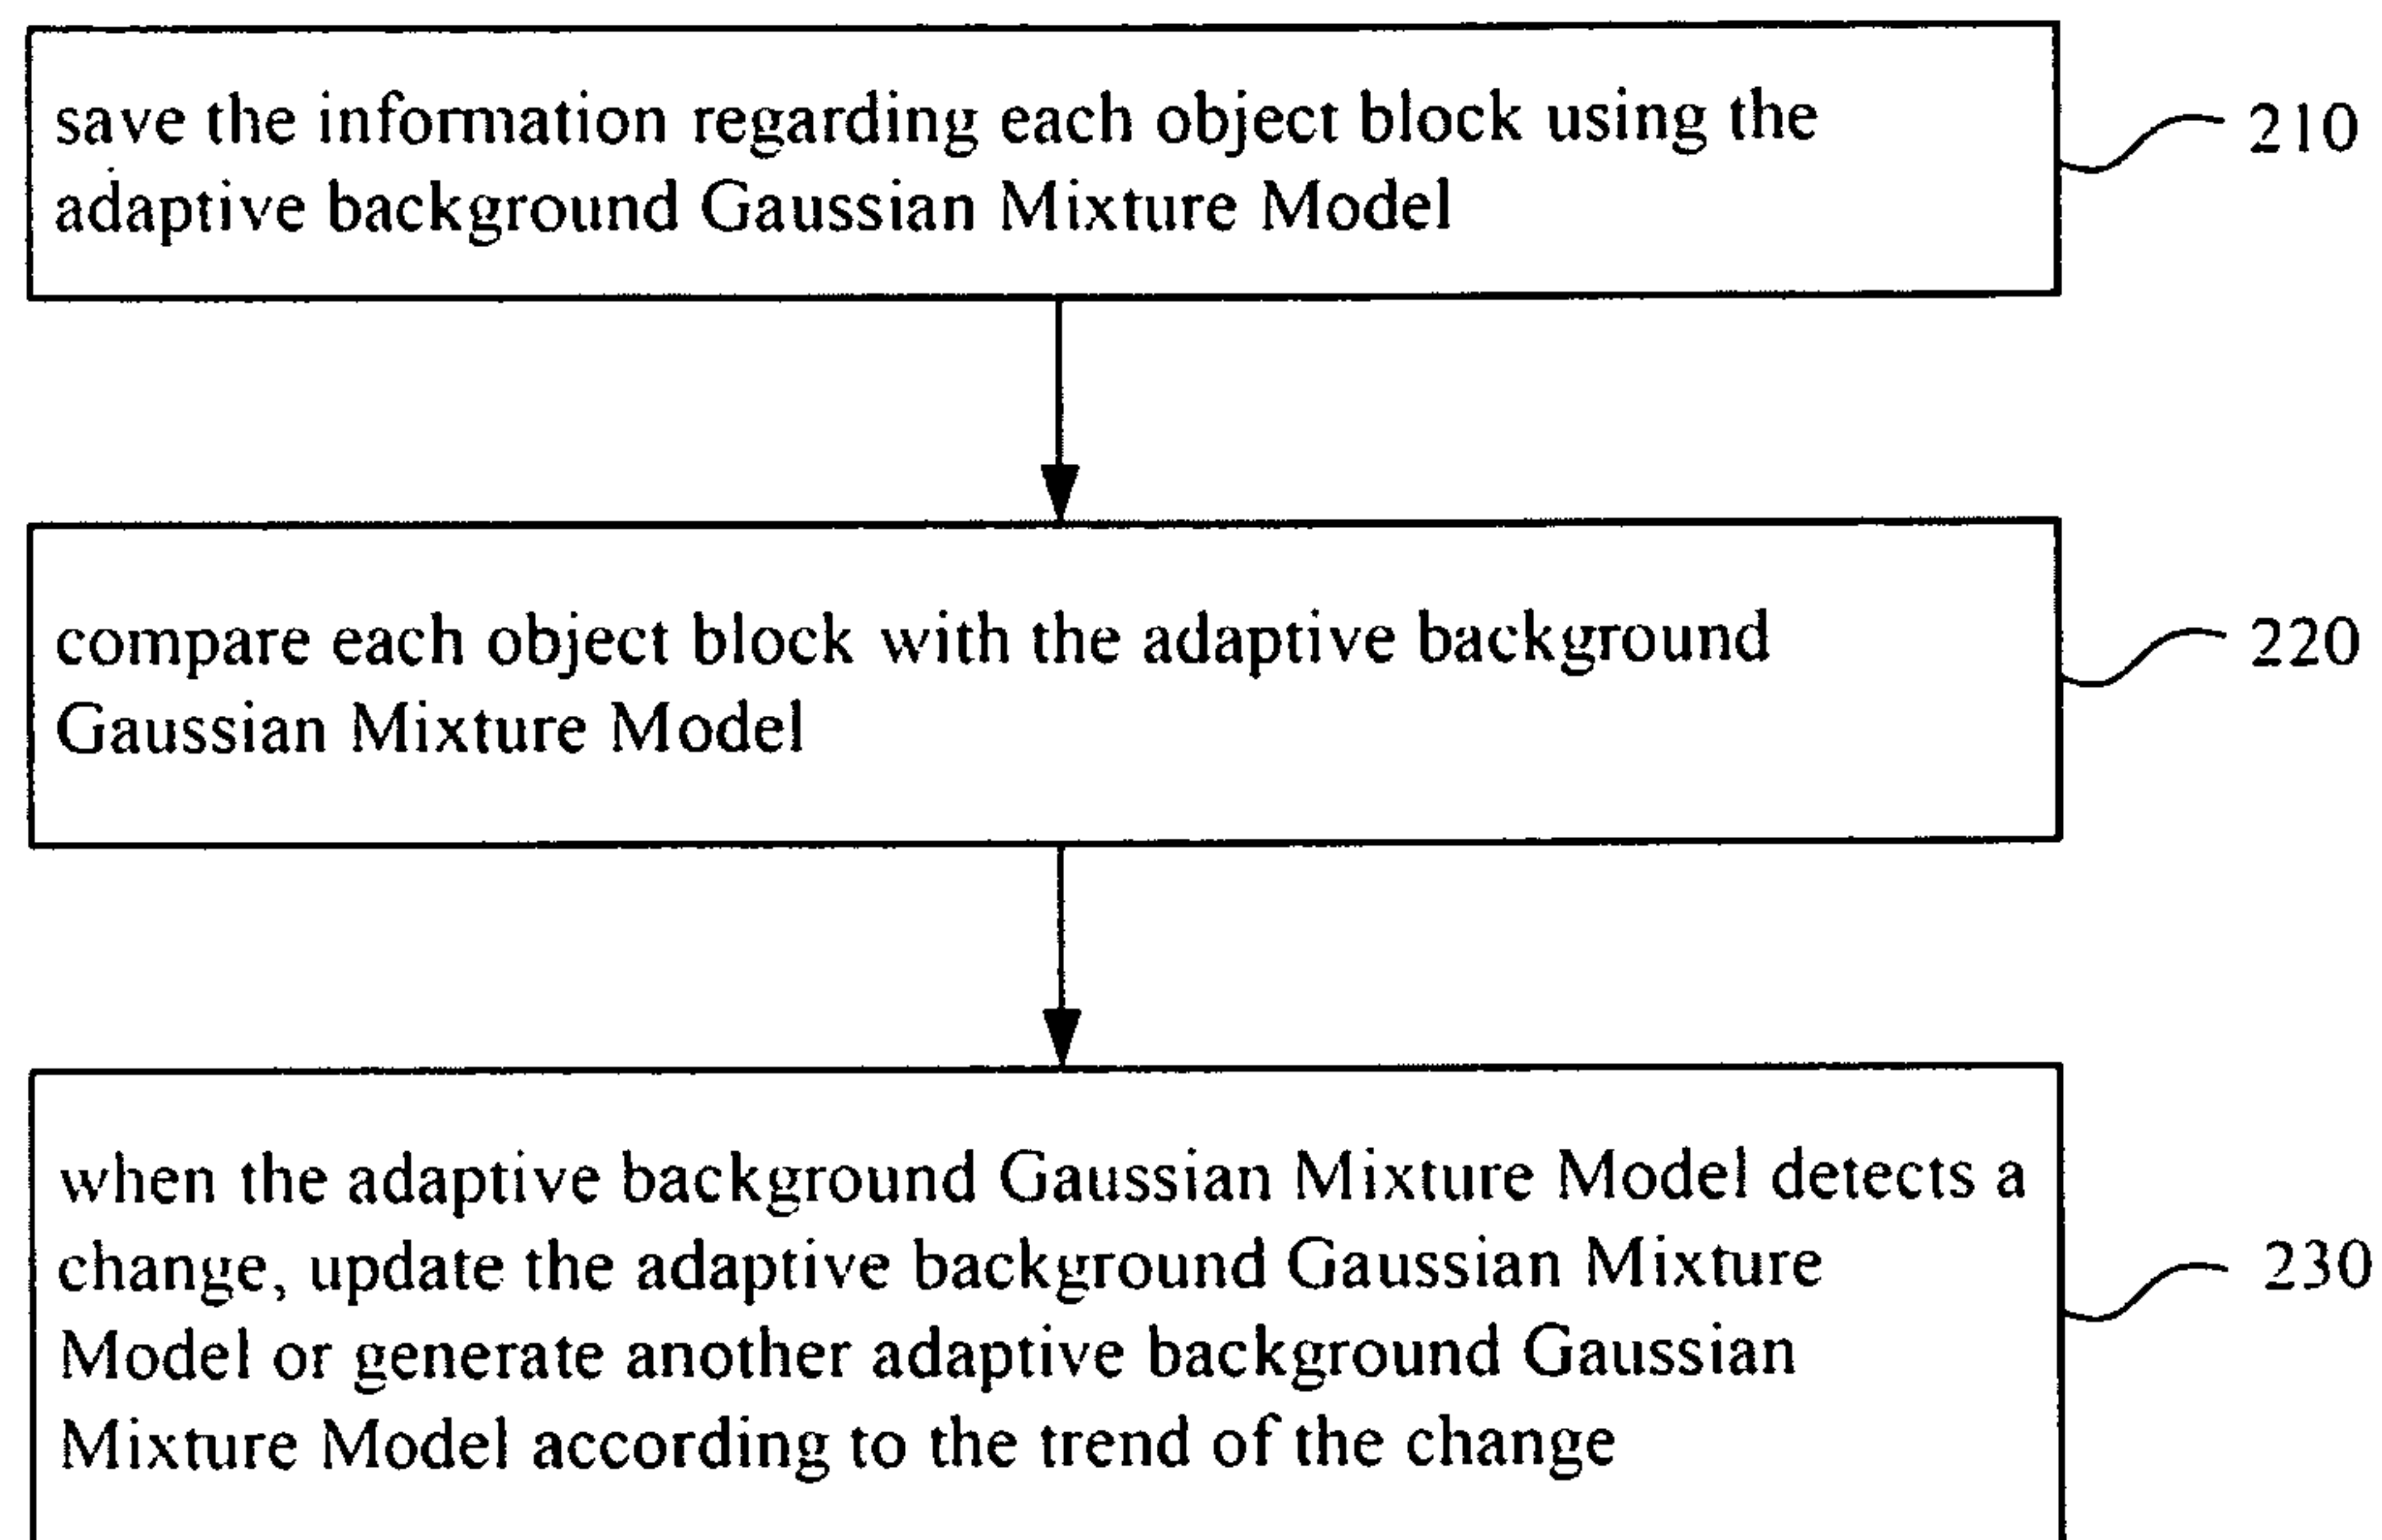 save the information regarding each object block using the
adaptive background Gaussian Mixture Model
210
compare each object block with the adaptive background
Gaussian Mixture Model
220
when the adaptive background Gaussian Mixture Model detects a
change, update the adaptive background Gaussian Mixture
Model or generate another adaptive background Gaussian
Mixture Model according to the trend of the change
230